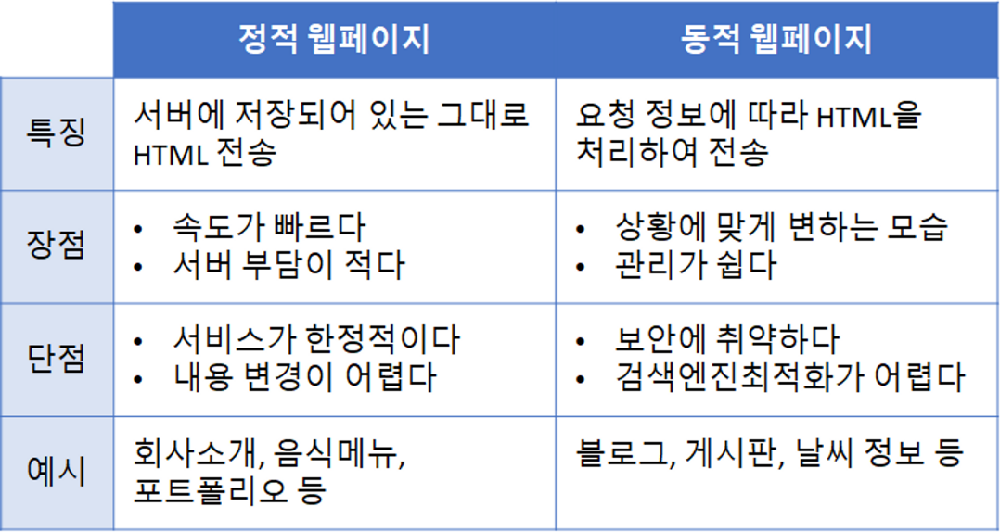 정적 웹페이지
동적 웹페이지
특징
서버에 저장되어 있는 그대로
HTML 전송
요청 정보에 따라 HTML을
처리하여 전송
장점
• 속도가 빠르다
• 서버 부담이 적다
• 상황에 맞게 변하는 모습
• 관리가 쉽다
단점
• 서비스가 한정적이다
• 내용 변경이 어렵다
• 보안에 취약하다
• 검색엔진최적화가 어렵다
예시
회사소개, 음식메뉴,
포트폴리오 등
블로그, 게시판, 날씨 정보 등